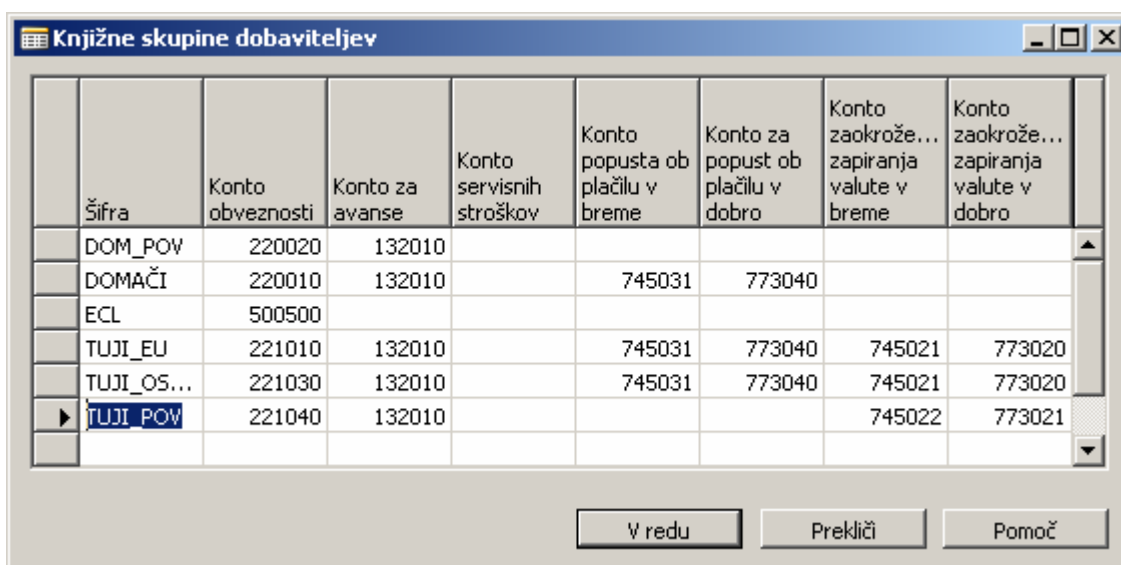 Knjižne skupine dobaviteljev
Šifra Konto obveznosti Konto za avanse Konto servisnih stroškov Konto popusta ob plačilu v breme Konto za popust ob plačilu v dobro Konto zaokrože... zapiranja valute v breme Konto zaokrože... zapiranja valute v dobro
DOM_POV 220020 132010
DOMAČI 220010 132010 745031 773040
ECL 500500
TUJI_EU 221010 132010 745031 773040 745021 773020
TUJI_OS... 221030 132010 745031 773040 745021 773020
TUJI_POV 221040 132010 745022 773021
V redu Prekliči Pomoč